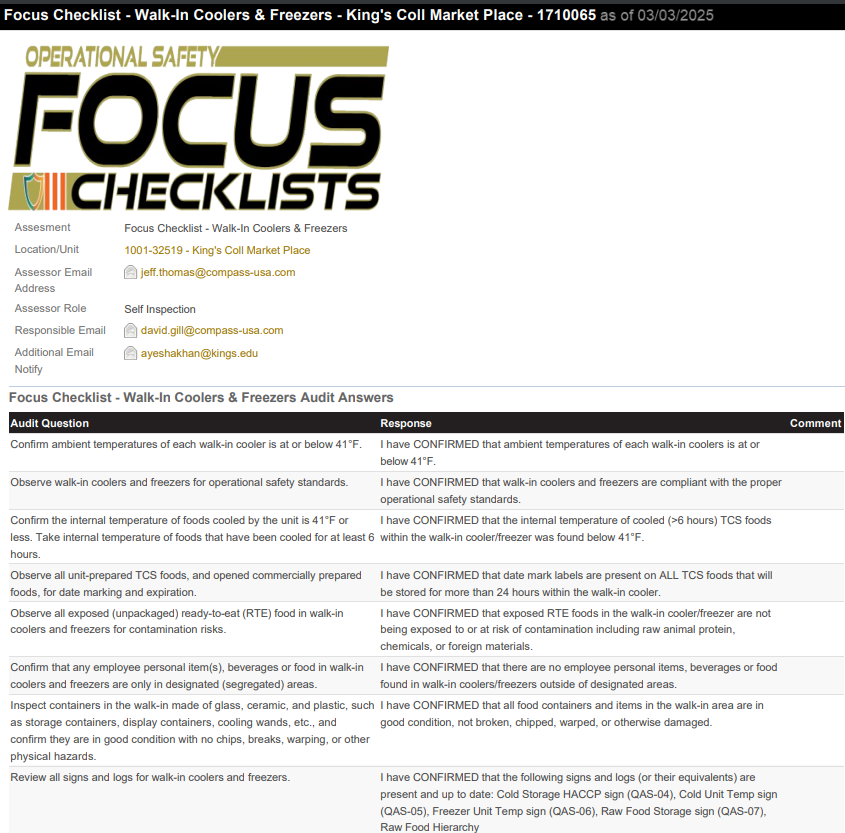 Focus Checklist - Walk-In Coolers & Freezers - King's Coll Market Place - 1710065 as of 03/03/2025
OPERATIONAL SAFETY
FOCUS
CHECKLISTS
Assesment Focus Checklist - Walk-In Coolers & Freezers
Location/Unit 1001-32519 - King's Coll Market Place
Assessor Email Address jeff.thomas@compass-usa.com
Assessor Role Self Inspection
Responsible Email david.gill@compass-usa.com
Additional Email Notify ayeshakhan@kings.edu
Focus Checklist - Walk-In Coolers & Freezers Audit Answers
Audit Question Response Comment
Confirm ambient temperatures of each walk-in cooler is at or below 41°F.
I have CONFIRMED that ambient temperatures of each walk-in coolers is at or
below 41°F.
Observe walk-in coolers and freezers for operational safety standards.
I have CONFIRMED that walk-in coolers and freezers are compliant with the proper
operational safety standards.
Confirm the internal temperature of foods cooled by the unit is 41°F or
less. Take internal temperature of foods that have been cooled for at least 6
hours.
I have CONFIRMED that the internal temperature of cooled (>6 hours) TCS foods
within the walk-in cooler/freezer was found below 41°F.
Observe all unit-prepared TCS foods, and opened commercially prepared
foods, for date marking and expiration.
I have CONFIRMED that date mark labels are present on ALL TCS foods that will
be stored for more than 24 hours within the walk-in cooler.
Observe all exposed (unpackaged) ready-to-eat (RTE) food in walk-in
coolers and freezers for contamination risks.
I have CONFIRMED that exposed RTE foods in the walk-in cooler/freezer are not
being exposed to or at risk of contamination including raw animal protein,
chemicals, or foreign materials.
Confirm that any employee personal item(s), beverages or food in walk-in
coolers and freezers are only in designated (segregated) areas.
I have CONFIRMED that there are no employee personal items, beverages or food
found in walk-in coolers/freezers outside of designated areas.
Inspect containers in the walk-in made of glass, ceramic, and plastic, such
as storage containers, display containers, cooling wands, etc., and
confirm they are in good condition with no chips, breaks, warping, or other
physical hazards.
I have CONFIRMED that all food containers and items in the walk-in area are in
good condition, not broken, chipped, warped, or otherwise damaged.
Review all signs and logs for walk-in coolers and freezers.
I have CONFIRMED that the following signs and logs (or their equivalents) are
present and up to date: Cold Storage HACCP sign (QAS-04), Cold Unit Temp sign
(QAS-05), Freezer Unit Temp sign (QAS-06), Raw Food Storage sign (QAS-07),
Raw Food Hierarchy